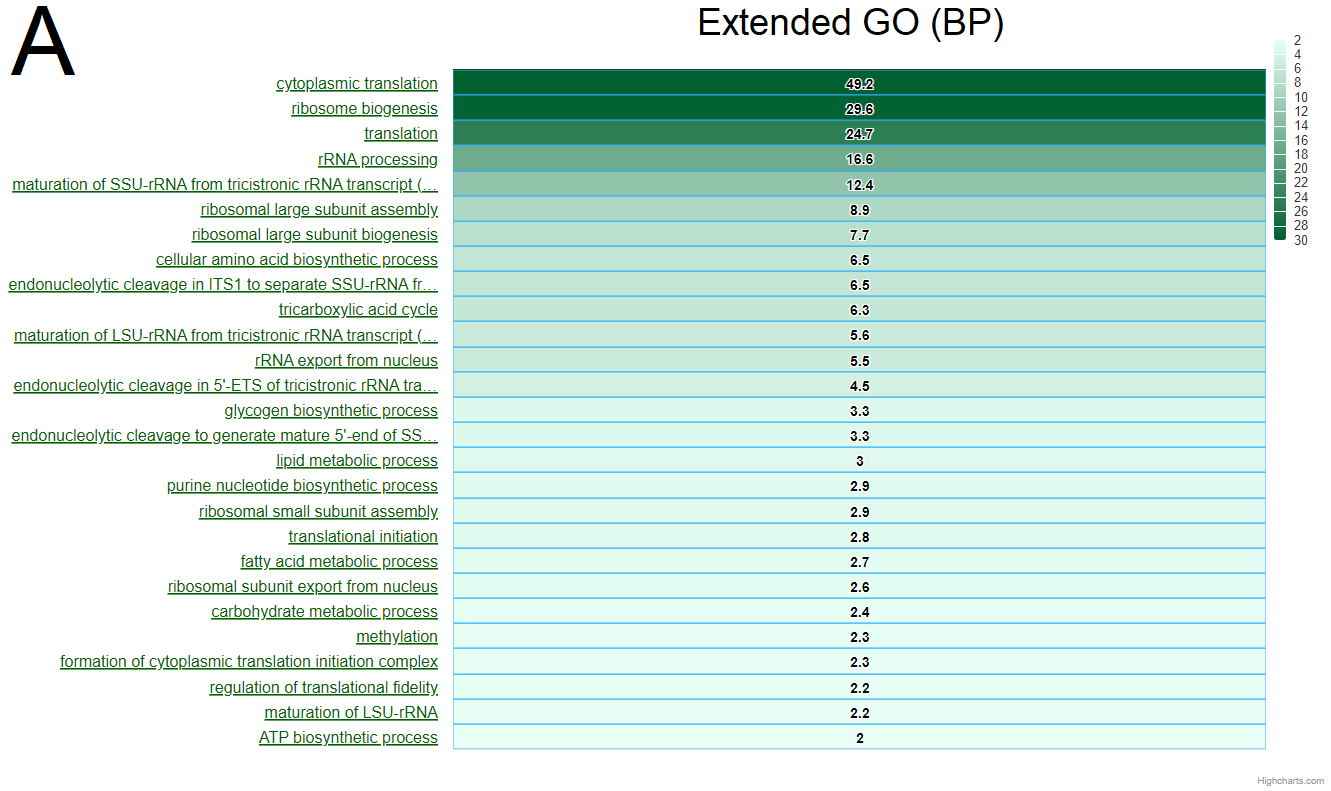 A
Extended GO (BP)
cytoplasmic translation 49.2
ribosome biogenesis 29.6
translation 24.7
rRNA processing 16.6
maturation of SSU-rRNA from tricistronic rRNA transcript (… 12.4
ribosomal large subunit assembly 8.9
ribosomal large subunit biogenesis 7.7
cellular amino acid biosynthetic process 6.5
endonucleolytic cleavage in ITS1 to separate SSU-rRNA fr… 6.5
tricarboxylic acid cycle 6.3
maturation of LSU-rRNA from tricistronic rRNA transcript (… 5.6
rRNA export from nucleus 5.5
endonucleolytic cleavage in 5'-ETS of tricistronic rRNA tra… 4.5
glycogen biosynthetic process 3.3
endonucleolytic cleavage to generate mature 5'-end of SS… 3.3
lipid metabolic process 3
purine nucleotide biosynthetic process 2.9
ribosomal small subunit assembly 2.9
translational initiation 2.8
fatty acid metabolic process 2.7
ribosomal subunit export from nucleus 2.6
carbohydrate metabolic process 2.4
methylation 2.3
formation of cytoplasmic translation initiation complex 2.3
regulation of translational fidelity 2.2
maturation of LSU-rRNA 2.2
ATP biosynthetic process 2
2
4
6
8
10
12
14
16
18
20
22
24
26
28
30
Highcharts.com